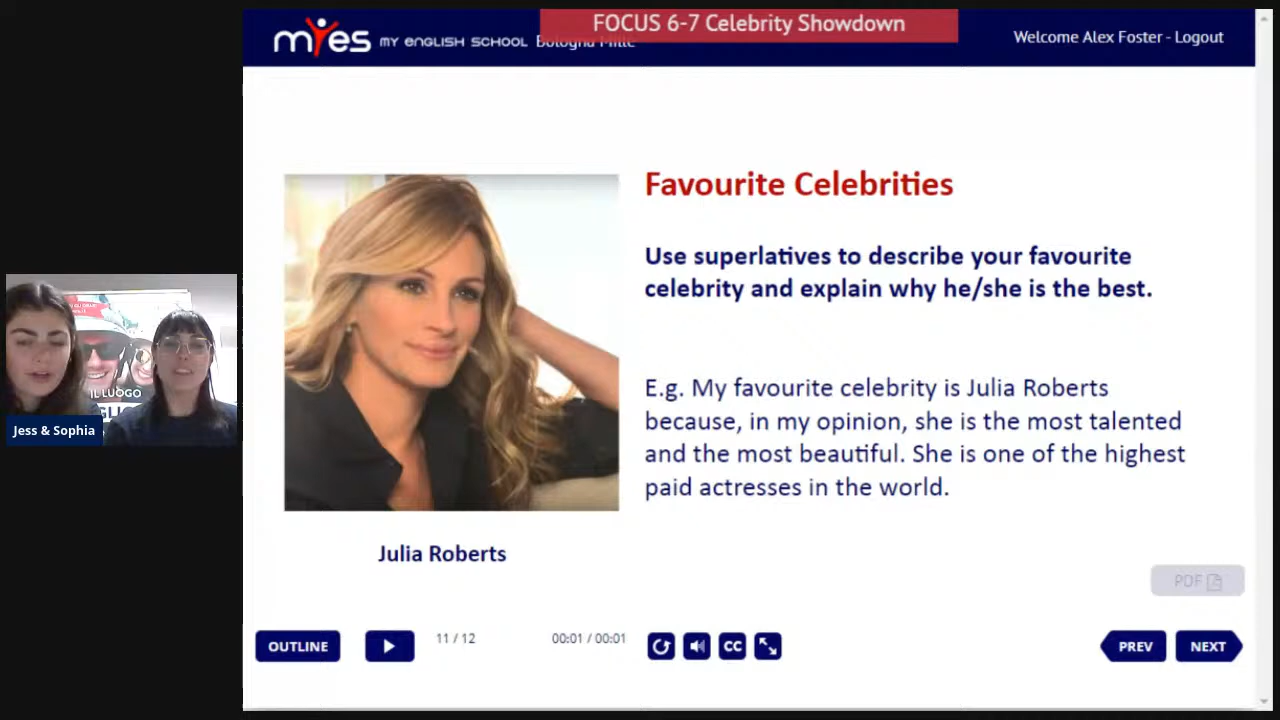 FOCUS 6-7 Celebrity Showdown
myes MY ENGLISH SCHOOL Bologna Mille
Welcome Alex Foster - Logout
Favourite Celebrities
Use superlatives to describe your favourite
celebrity and explain why he/she is the best.
E.g. My favourite celebrity is Julia Roberts
because, in my opinion, she is the most talented
and the most beautiful. She is one of the highest
paid actresses in the world.
Julia Roberts
IL LUOGO
Jess & Sophia
PDF
OUTLINE
11 / 12
00:01 / 00:01
CC
PREV
NEXT